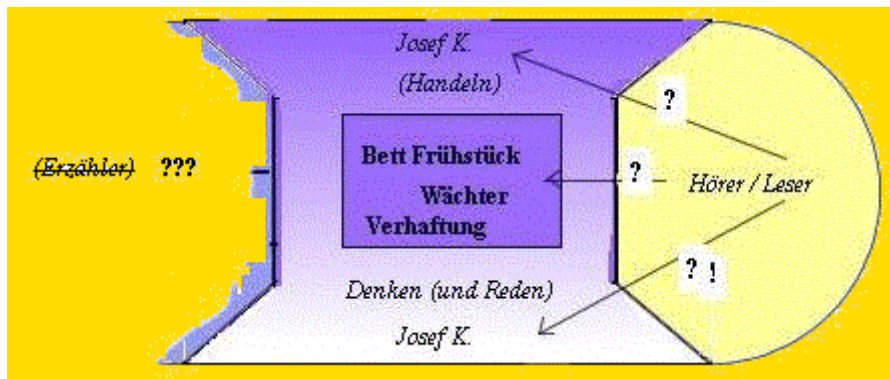 Josef K.
(Handeln)
?
(Erzähler) ???
Bett Frühstück
?
Wächter
Hörer / Leser
Verhaftung
? !
Denken (und Reden)
Josef K.